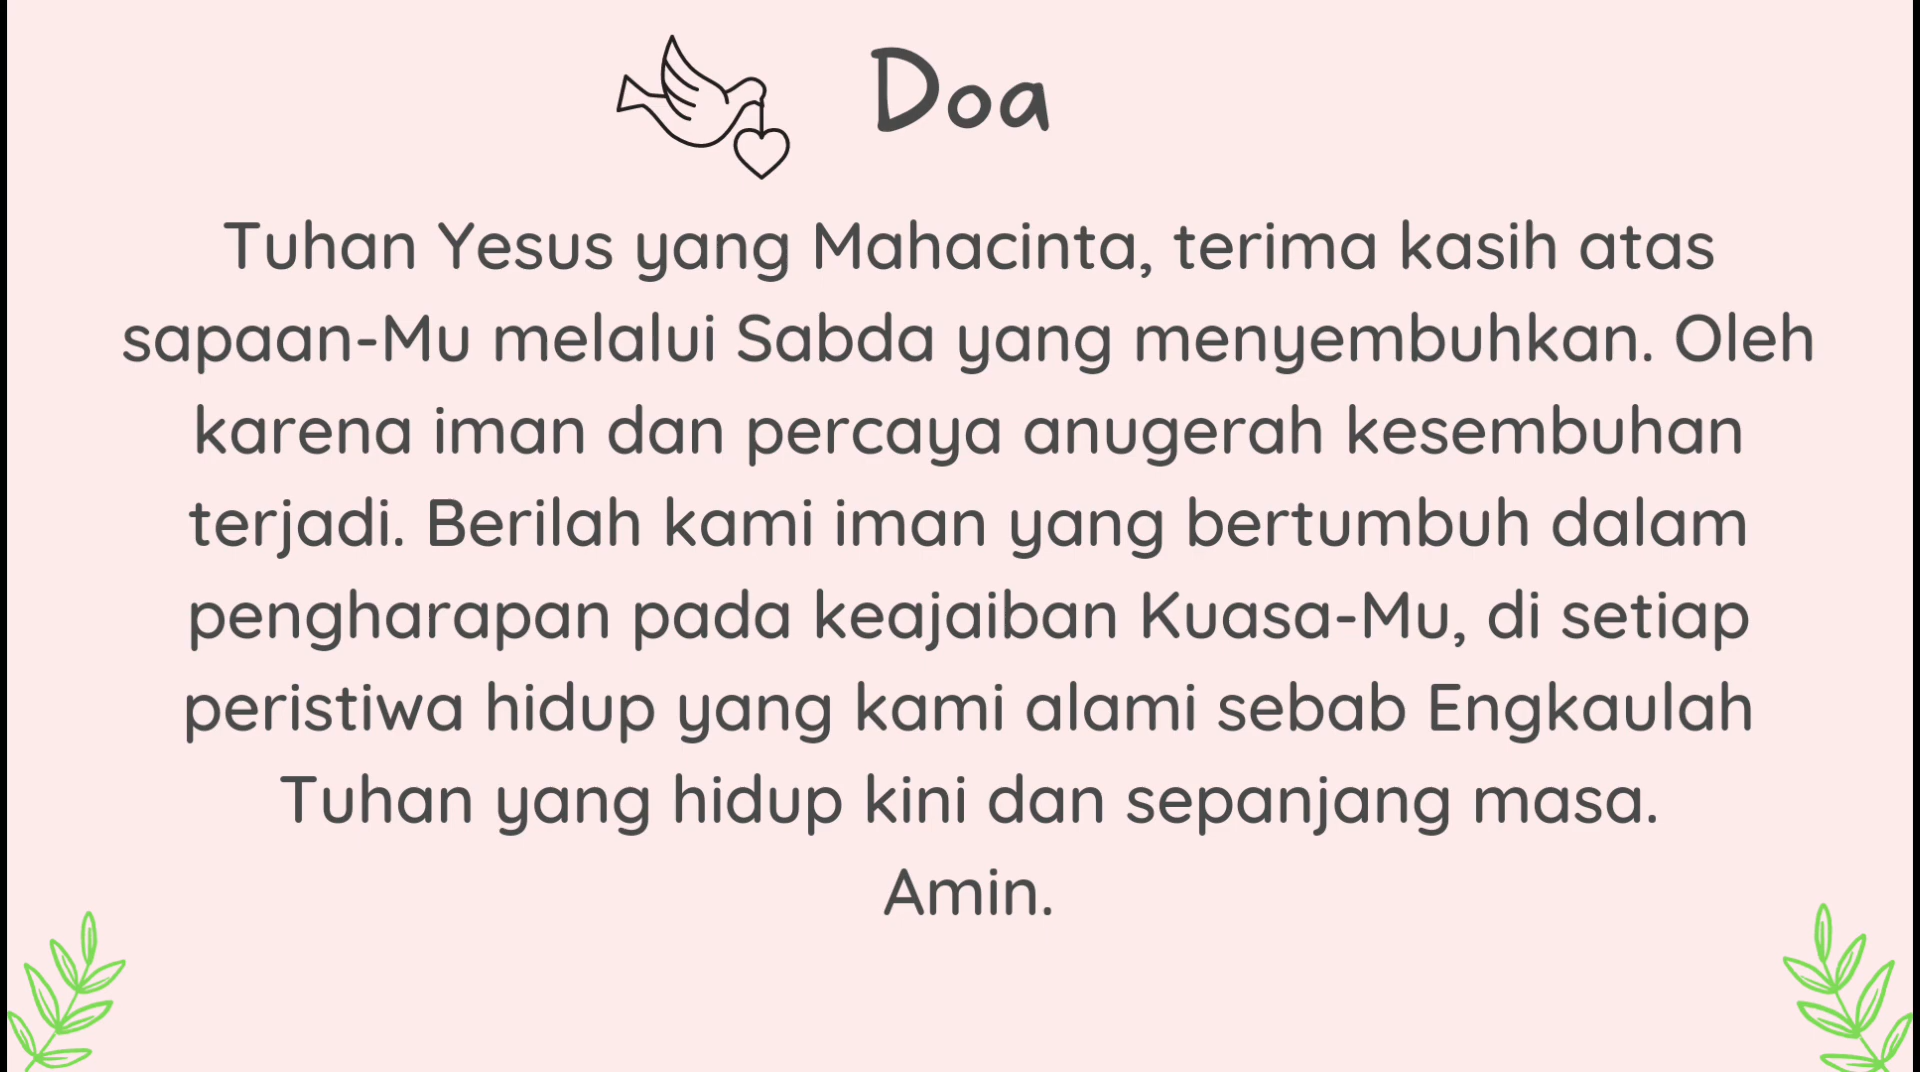 Doa
Tuhan Yesus yang Mahacinta, terima kasih atas
sapaan-Mu melalui Sabda yang menyembuhkan. Oleh
karena iman dan percaya anugerah kesembuhan
terjadi. Berilah kami iman yang bertumbuh dalam
pengharapan pada keajaiban Kuasa-Mu, di setiap
peristiwa hidup yang kami alami sebab Engkaulah
Tuhan yang hidup kini dan sepanjang masa.
Amin.